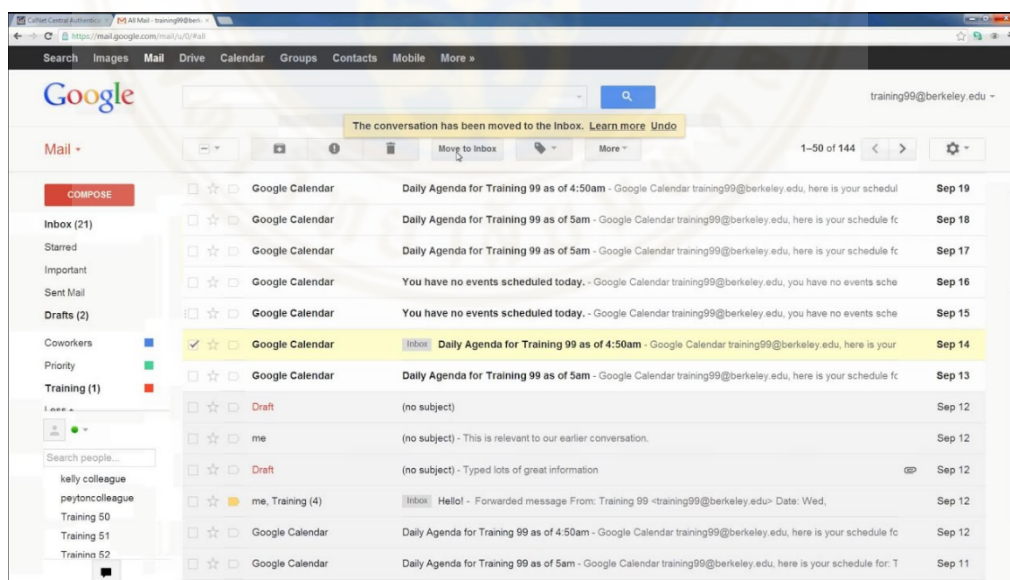 CalNet Central Authentic
All Mail - training99@berk
https://mail.google.com/mail/u/0/#all
Search Images Mail Drive Calendar Groups Contacts Mobile More »
Google
training99@berkeley.edu
The conversation has been moved to the Inbox. Learn more Undo
Mail
Move to Inbox
More
1–50 of 144
COMPOSE
Inbox (21)
Starred
Important
Sent Mail
Drafts (2)
Coworkers
Priority
Training (1)
Less
Search people...
kelly colleague
peytoncolleague
Training 50
Training 51
Training 52
Google Calendar Daily Agenda for Training 99 as of 4:50am - Google Calendar training99@berkeley.edu, here is your schedul Sep 19
Google Calendar Daily Agenda for Training 99 as of 5am - Google Calendar training99@berkeley.edu, here is your schedule fc Sep 18
Google Calendar Daily Agenda for Training 99 as of 5am - Google Calendar training99@berkeley.edu, here is your schedule fc Sep 17
Google Calendar You have no events scheduled today. - Google Calendar training99@berkeley.edu, you have no events sche Sep 16
Google Calendar You have no events scheduled today. - Google Calendar training99@berkeley.edu, you have no events sche Sep 15
Google Calendar Inbox Daily Agenda for Training 99 as of 4:50am - Google Calendar training99@berkeley.edu, here is your Sep 14
Google Calendar Daily Agenda for Training 99 as of 5am - Google Calendar training99@berkeley.edu, here is your schedule fc Sep 13
Draft (no subject) Sep 12
me (no subject) - This is relevant to our earlier conversation. Sep 12
Draft (no subject) - Typed lots of great information Sep 12
me, Training (4) Inbox Hello! - Forwarded message From: Training 99 <training99@berkeley.edu> Date: Wed, Sep 12
Google Calendar Daily Agenda for Training 99 as of 4:50am - Google Calendar training99@berkeley.edu, here is your schedule fc Sep 12
Google Calendar Daily Agenda for Training 99 as of 5am - Google Calendar training99@berkeley.edu, here is your schedule for: T Sep 11